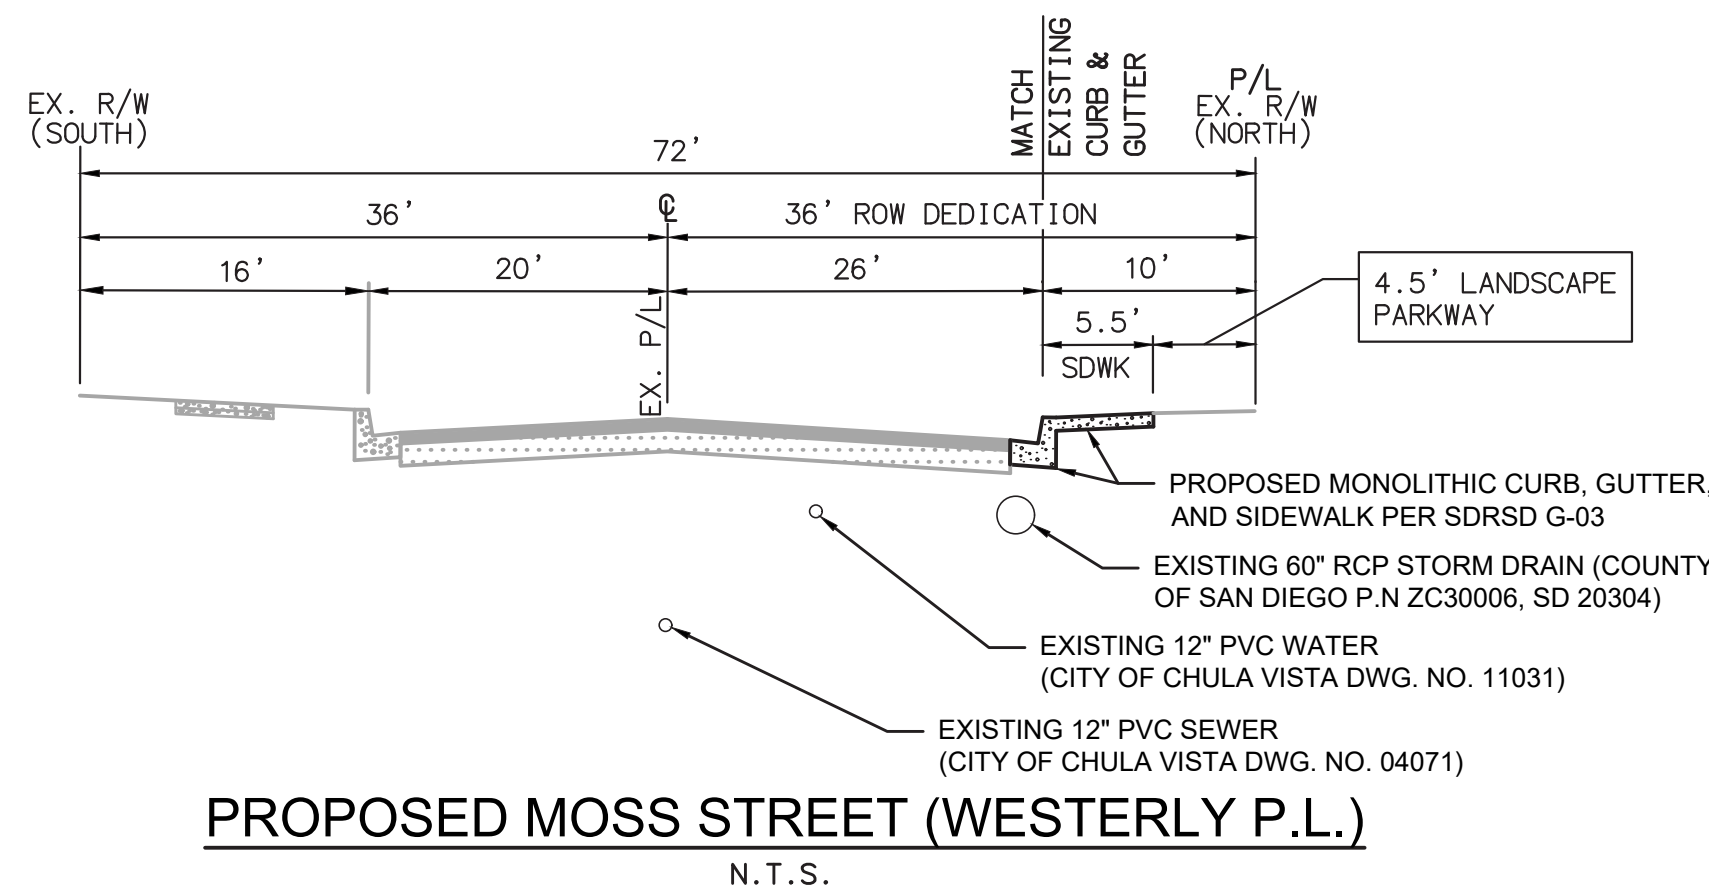 EX. R/W
(SOUTH)
MATCH
EXISTING
CURB &
GUTTER
P/L
EX. R/W
(NORTH)
72'
36'
℄
36' ROW DEDICATION
16'
20'
26'
10'
4.5' LANDSCAPE
PARKWAY
EX. P/L
5.5'
SDWK
PROPOSED MONOLITHIC CURB, GUTTER,
AND SIDEWALK PER SDRSD G-03
EXISTING 60" RCP STORM DRAIN (COUNTY
OF SAN DIEGO P.N ZC30006, SD 20304)
EXISTING 12" PVC WATER
(CITY OF CHULA VISTA DWG. NO. 11031)
EXISTING 12" PVC SEWER
(CITY OF CHULA VISTA DWG. NO. 04071)
PROPOSED MOSS STREET (WESTERLY P.L.)
N.T.S.